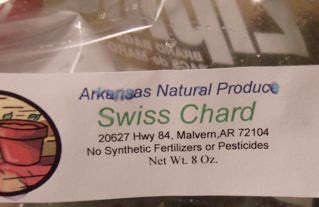 Arkansas Natural Produce
Swiss Chard
20627 Hwy 84, Malvern,AR 72104
No Synthetic Fertilizers or Pesticides
Net Wt. 8 Oz.